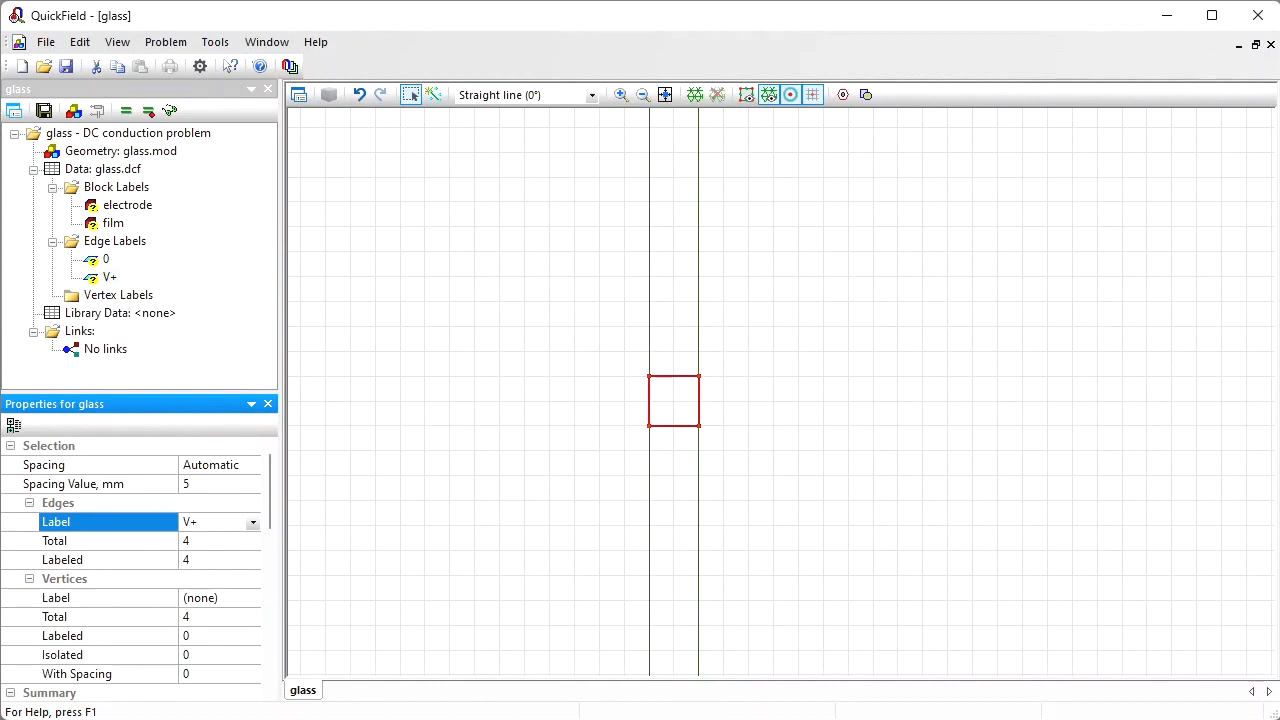 QuickField - [glass]
File Edit View Problem Tools Window Help
glass
Straight line (0°)
glass - DC conduction problem
Geometry: glass.mod
Data: glass.dcf
Block Labels
electrode
film
Edge Labels
0
V+
Vertex Labels
Library Data: <none>
Links:
No links
Properties for glass
Selection
Spacing Automatic
Spacing Value, mm 5
Edges
Label V+
Total 4
Labeled 4
Vertices
Label (none)
Total 4
Labeled 0
Isolated 0
With Spacing 0
Summary
glass
For Help, press F1